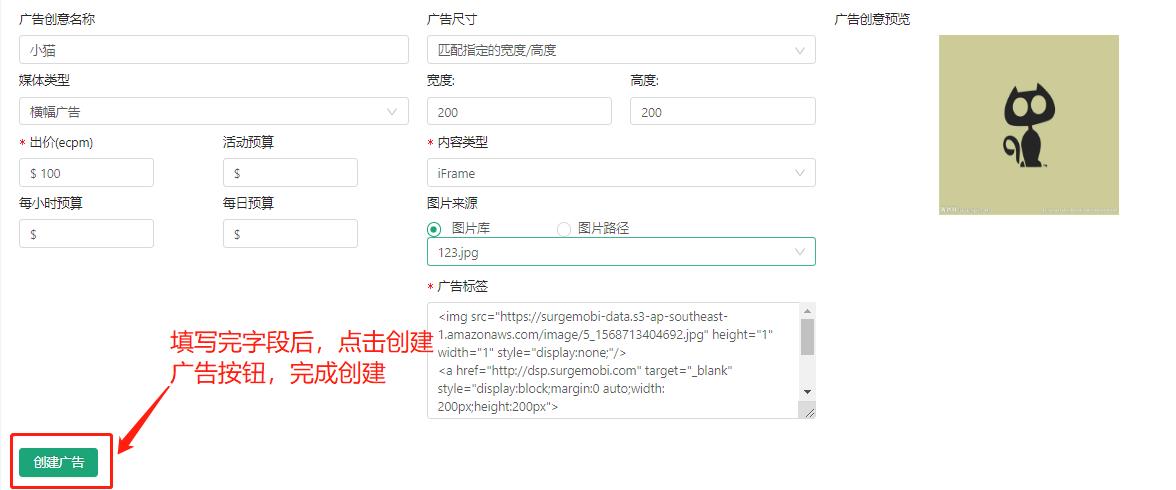 广告创意名称
小猫
媒体类型
横幅广告
* 出价(ecpm)
活动预算
$ 100
$
每小时预算
每日预算
$
$
广告尺寸
匹配指定的宽度/高度
宽度:
高度:
200
200
* 内容类型
iFrame
图片来源
图片库
图片路径
123.jpg
* 广告标签
<img src="https://surgemobi-data.s3-ap-southeast-
1.amazonaws.com/image/5_1568713404692.jpg" height="1"
width="1" style="display:none;"/>
<a href="http://dsp.surgemobi.com" target="_blank"
style="display:block;margin:0 auto;width:
200px;height:200px">
广告创意预览
填写完字段后，点击创建
广告按钮，完成创建
创建广告